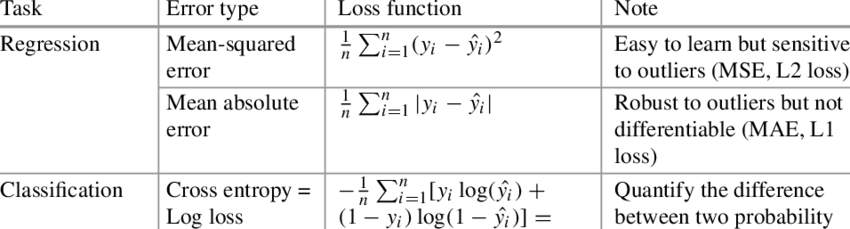 Task Error type Loss function Note
Regression Mean-squared error $\frac{1}{n}\sum_{i=1}^{n}(y_i - \hat{y}_i)^2$ Easy to learn but sensitive to outliers (MSE, L2 loss)
Mean absolute error $\frac{1}{n}\sum_{i=1}^{n}|y_i - \hat{y}_i|$ Robust to outliers but not differentiable (MAE, L1 loss)
Classification Cross entropy = Log loss $-\frac{1}{n}\sum_{i=1}^{n}[y_i \log(\hat{y}_i) + (1 - y_i)\log(1 - \hat{y}_i)] =$ Quantify the difference between two probability